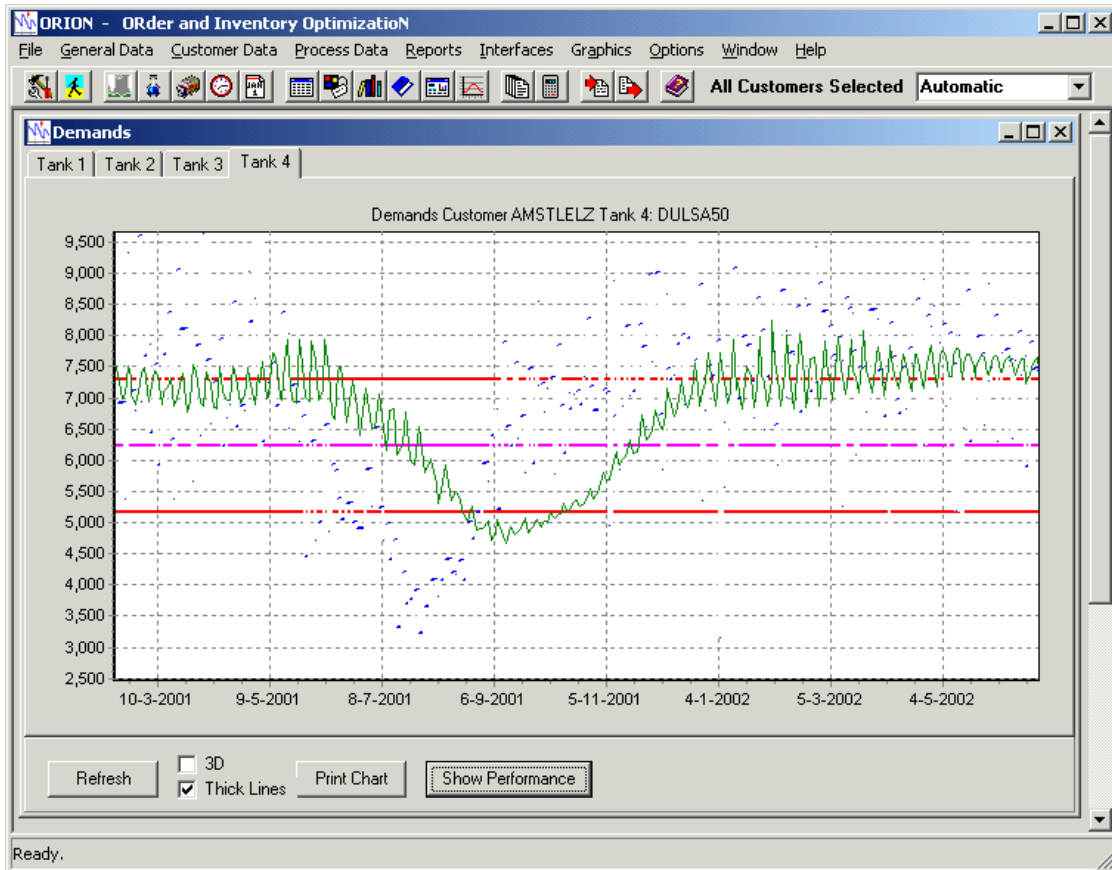 ORION - ORder and Inventory OptimizatioN
File General Data Customer Data Process Data Reports Interfaces Graphics Options Window Help
JAN 1
All Customers Selected Automatic
Demands
Tank 1 Tank 2 Tank 3 Tank 4
Demands Customer AMSTLELZ Tank 4: DULSA50
9,500
9,000
8,500
8,000
7,500
7,000
6,500
6,000
5,500
5,000
4,500
4,000
3,500
3,000
2,500
10-3-2001 9-5-2001 8-7-2001 6-9-2001 5-11-2001 4-1-2002 5-3-2002 4-5-2002
Refresh 3D Thick Lines Print Chart Show Performance
Ready.